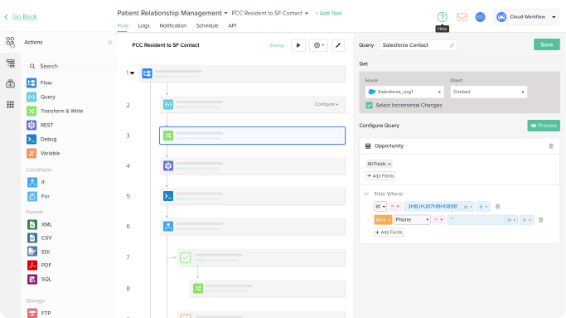 Go Back
Patient Relationship Management
PCC Resident to SF Contact
+ Add Task
Flow Logs Notification Schedule API
Help
Cloud Workflow
Actions
Search
Flow
Query
Transform & Write
REST
Debug
Variable
Conditions
If
For
Format
XML
CSV
EDI
PDF
SQL
Storage
FTP
PCC Resident to SF Contact
Saving...
1
2
Configure
3
4
5
6
7
8
9
Query
Salesforce Contact
Save
Get
Source
Object
Salesforce_org1
Contact
Select Incremental Changes
Configure Query
Preview
Opportunity
All Fields ×
+ Add Fields
Filter Where
Id
And
Phone
+ Add Fields